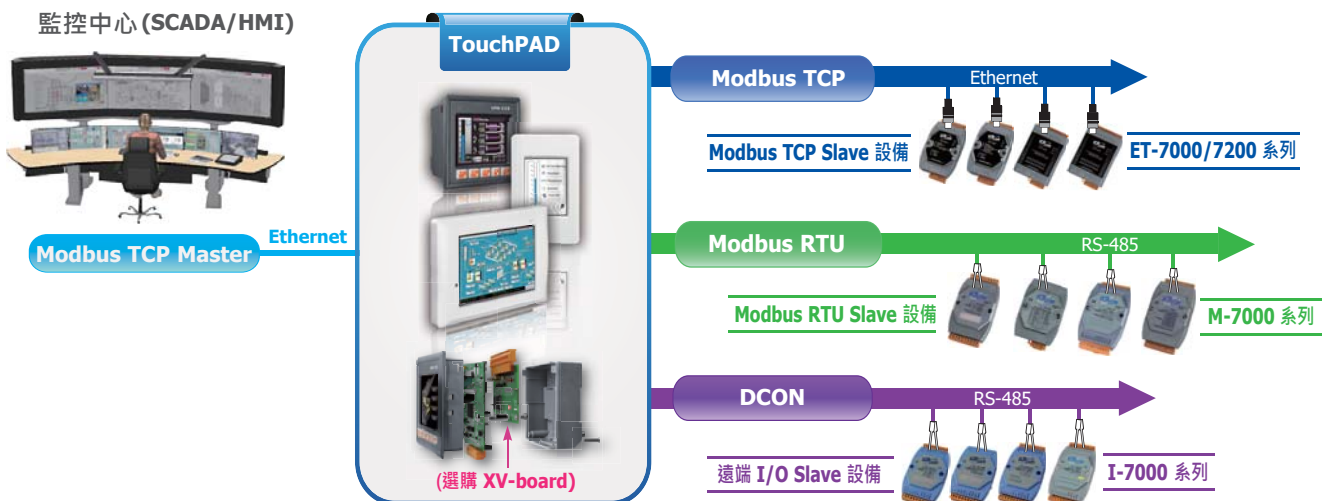 監控中心 (SCADA/HMI)
Modbus TCP Master
Ethernet
TouchPAD
(選購 XV-board)
Modbus TCP
Ethernet
Modbus TCP Slave 設備
ET-7000/7200 系列
Modbus RTU
RS-485
Modbus RTU Slave 設備
M-7000 系列
DCON
RS-485
遠端 I/O Slave 設備
I-7000 系列